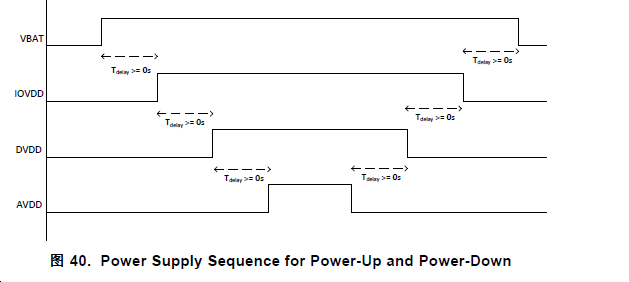 VBAT
Tdelay >= 0s
Tdelay >= 0s
IOVDD
Tdelay >= 0s
Tdelay >= 0s
DVDD
Tdelay >= 0s
Tdelay >= 0s
AVDD
图 40. Power Supply Sequence for Power-Up and Power-Down